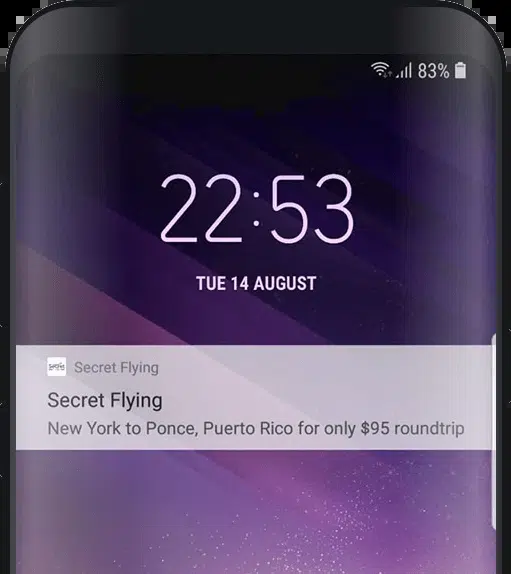 83%
22:53
TUE 14 AUGUST
Secret Flying
Secret Flying
New York to Ponce, Puerto Rico for only $95 roundtrip